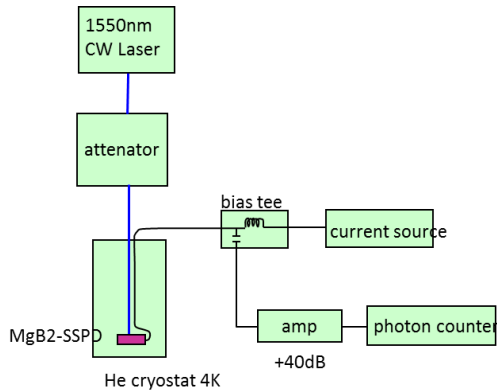 1550nm
CW Laser
attenator
bias tee
current source
MgB2-SSPD
amp
photon counter
+40dB
He cryostat 4K